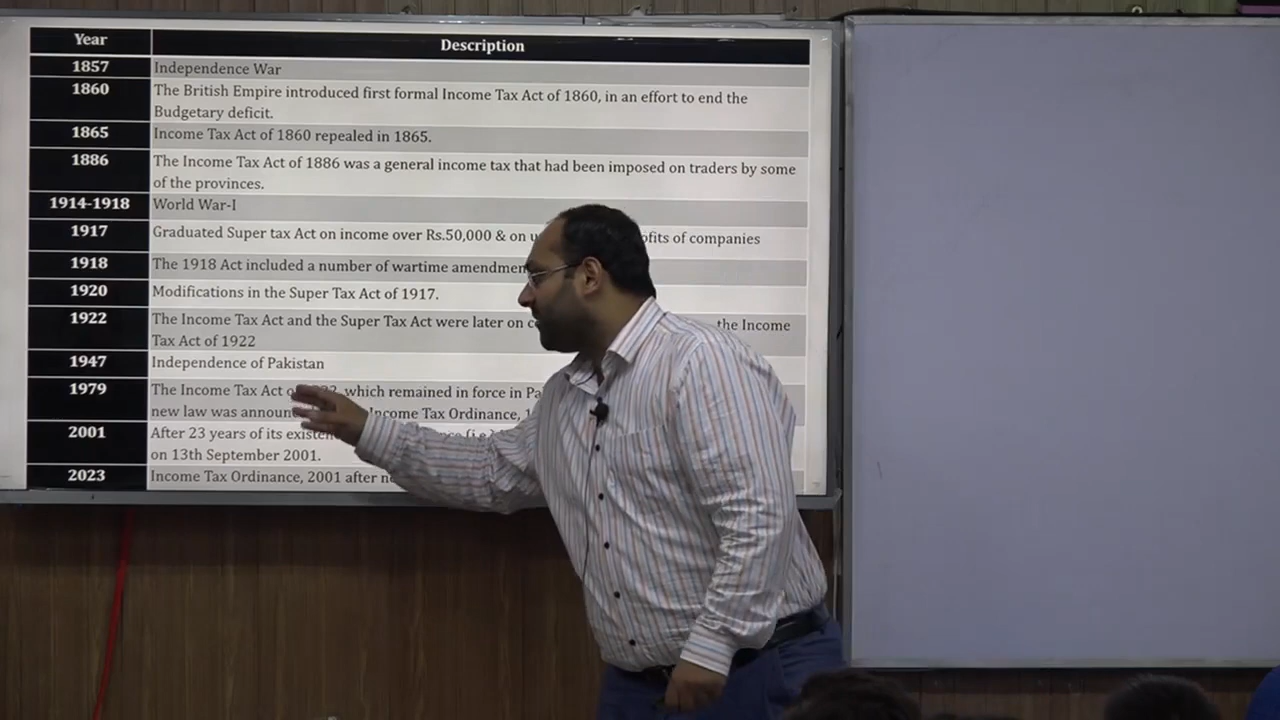 Year Description
1857 Independence War
1860 The British Empire introduced first formal Income Tax Act of 1860, in an effort to end the
Budgetary deficit.
1865 Income Tax Act of 1860 repealed in 1865.
1886 The Income Tax Act of 1886 was a general income tax that had been imposed on traders by some
of the provinces.
1914-1918 World War-I
1917 Graduated Super tax Act on income over Rs.50,000 & on of companies
1918 The 1918 Act included a number of wartime
1920 Modifications in the Super Tax Act of 1917.
1922 The Income Tax Act and the Super Tax Act were later on the Income
Tax Act of 1922
1947 Independence of Pakistan
1979 The Income Tax Act which remained in force in
new law was Income Tax Ordinance,
2001 After 23 years of its
on 13th September 2001.
2023 Income Tax Ordinance, 2001 after